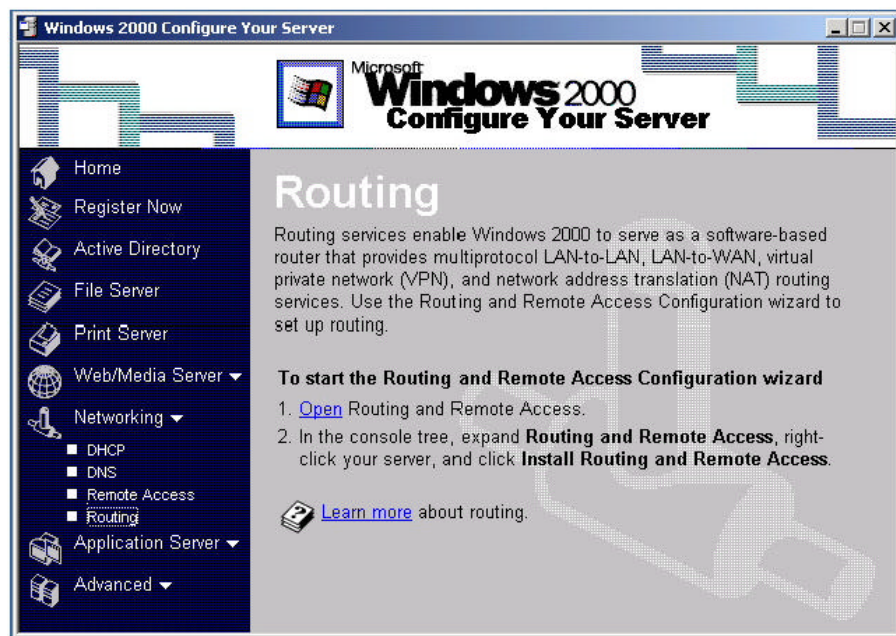 Windows 2000 Configure Your Server
Microsoft
Windows 2000
Configure Your Server
Home
Register Now
Active Directory
File Server
Print Server
Web/Media Server
Networking
DHCP
DNS
Remote Access
Routing
Application Server
Advanced
Routing
Routing services enable Windows 2000 to serve as a software-based
router that provides multiprotocol LAN-to-LAN, LAN-to-WAN, virtual
private network (VPN), and network address translation (NAT) routing
services. Use the Routing and Remote Access Configuration wizard to
set up routing.
To start the Routing and Remote Access Configuration wizard
1. Open Routing and Remote Access.
2. In the console tree, expand Routing and Remote Access, right-
click your server, and click Install Routing and Remote Access.
Learn more about routing.